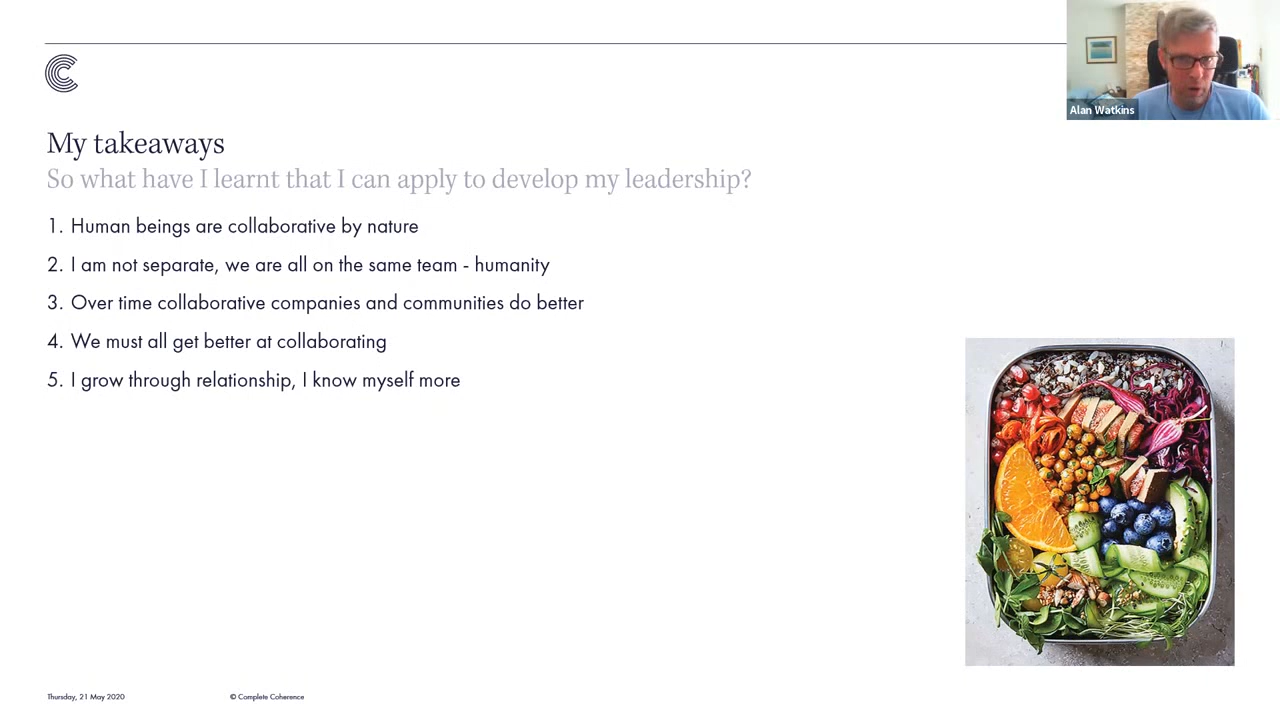 Alan Watkins
My takeaways
So what have I learnt that I can apply to develop my leadership?
1. Human beings are collaborative by nature
2. I am not separate, we are all on the same team - humanity
3. Over time collaborative companies and communities do better
4. We must all get better at collaborating
5. I grow through relationship, I know myself more
Thursday, 21 May 2020
© Complete Coherence